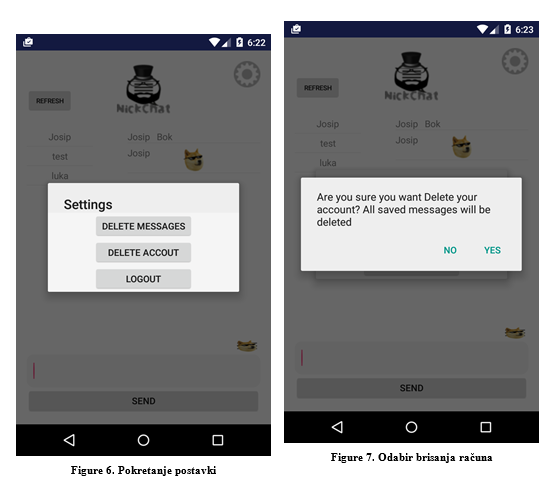 6:22
NickChat
REFRESH
Josip
Josip Bok
test
Josip
luka
Settings
DELETE MESSAGES
DELETE ACCOUT
LOGOUT
SEND
Figure 6. Pokretanje postavki
6:23
NickChat
REFRESH
Josip
Josip Bok
test
Josip
luka
Are you sure you want Delete your
account? All saved messages will be
deleted
NO YES
SEND
Figure 7. Odabir brisanja računa